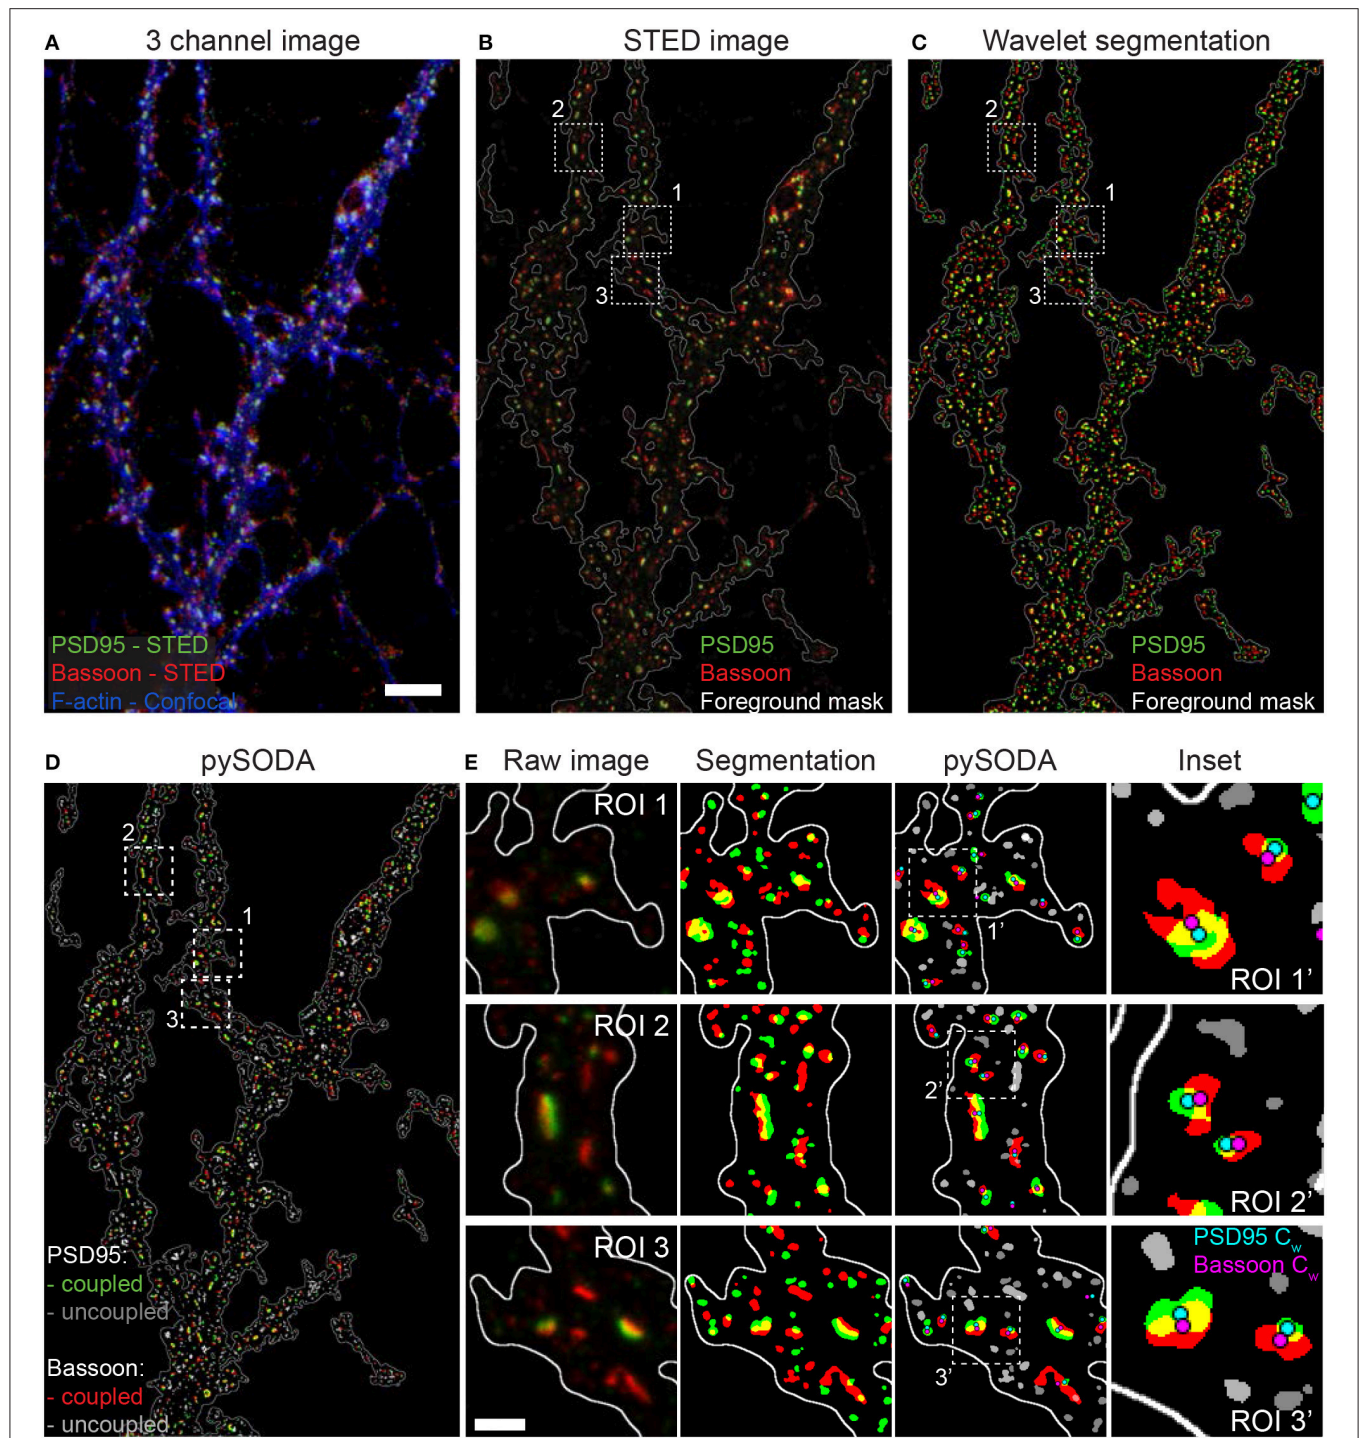 A 3 channel image
B STED image
C Wavelet segmentation
2
1
3
2
1
3
PSD95 - STED
Bassoon - STED
F-actin - Confocal
PSD95
Bassoon
Foreground mask
PSD95
Bassoon
Foreground mask
D pySODA
E Raw image Segmentation pySODA Inset
2
1
3
PSD95:
- coupled
- uncoupled
Bassoon:
- coupled
- uncoupled
ROI 1
1’
ROI 1’
ROI 2
2’
ROI 2’
ROI 3
3’
PSD95 Cw
Bassoon Cw
ROI 3’